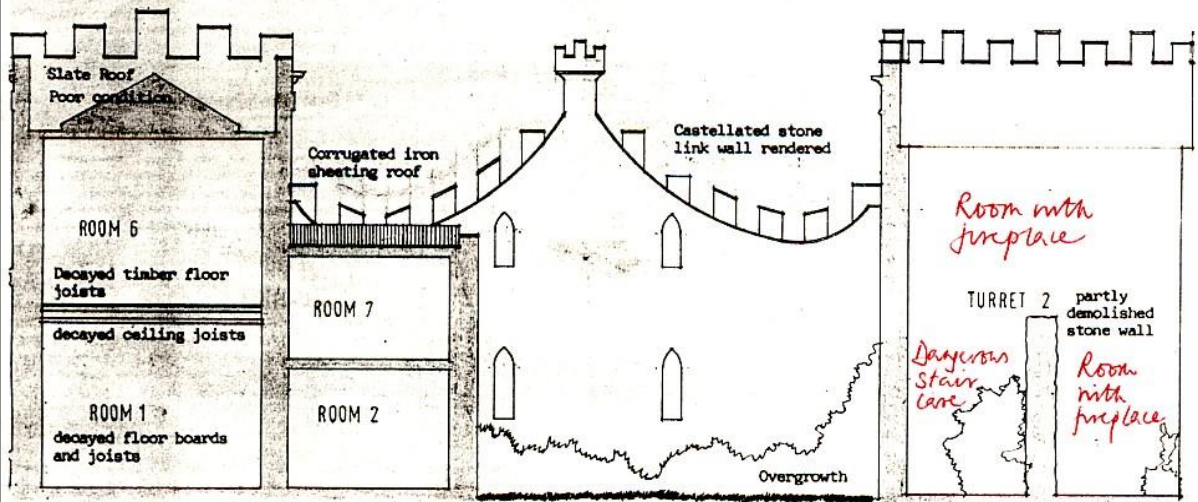 Slate Roof
Poor condition
ROOM 6
Decayed timber floor
joists
decayed ceiling joists
ROOM 1
decayed floor boards
and joists
Corrugated iron
sheeting roof
ROOM 7
ROOM 2
Castellated stone
link wall rendered
Overgrowth
Room with
fireplace
TURRET 2
partly
demolished
stone wall
Dangerous
stair
case
Room
with
fireplace